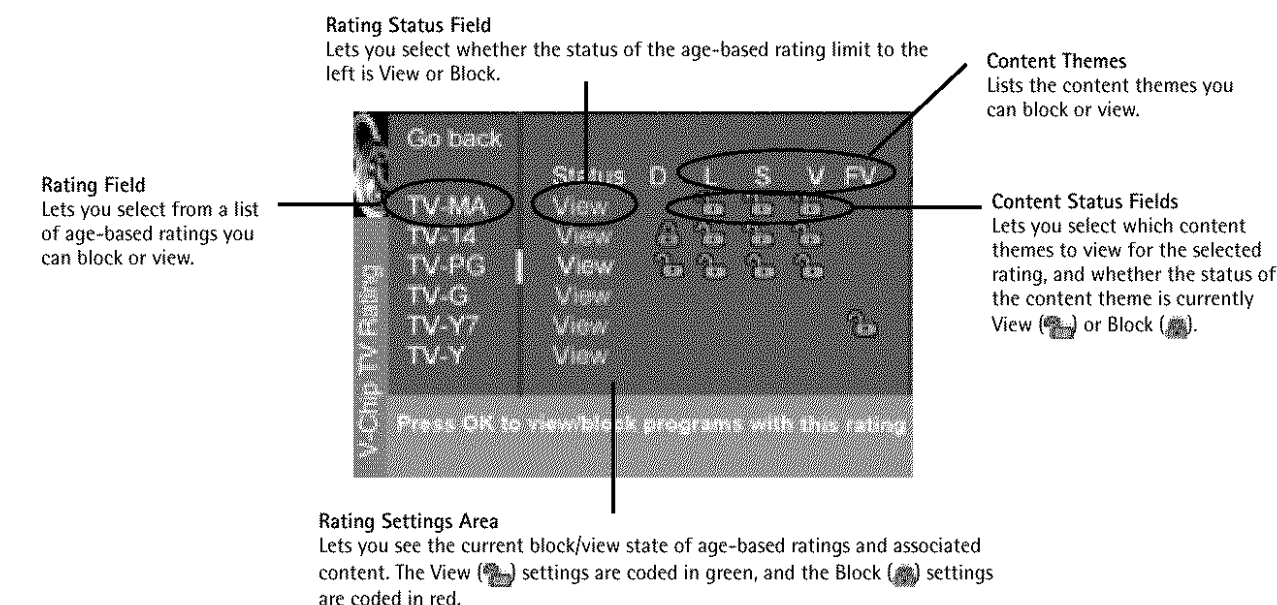 Rating Status Field
Lets you select whether the status of the age-based rating limit to the
left is View or Block.
Content Themes
Lists the content themes you
can block or view.
Rating Field
Lets you select from a list
of age-based ratings you
can block or view.
Go back
Status D L S V FV
TV-MA View
TV-14 View
TV-PG View
TV-G View
TV-Y7 View
TV-Y View
V-Chip TV Rating
Press OK to view/block programs with this rating
Content Status Fields
Lets you select which content
themes to view for the selected
rating, and whether the status of
the content theme is currently
View ( ) or Block ( ).
Rating Settings Area
Lets you see the current block/view state of age-based ratings and associated
content. The View ( ) settings are coded in green, and the Block ( ) settings
are coded in red.